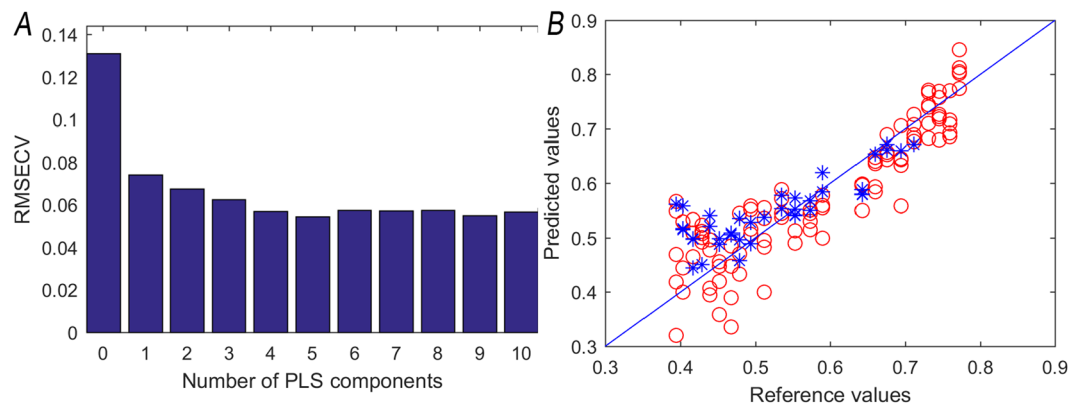 A
0.14
0.12
0.1
0.08
0.06
0.04
0.02
0
RMSECV
0 1 2 3 4 5 6 7 8 9 10
Number of PLS components
B
0.9
0.8
0.7
0.6
0.5
0.4
0.3
Predicted values
0.3 0.4 0.5 0.6 0.7 0.8 0.9
Reference values